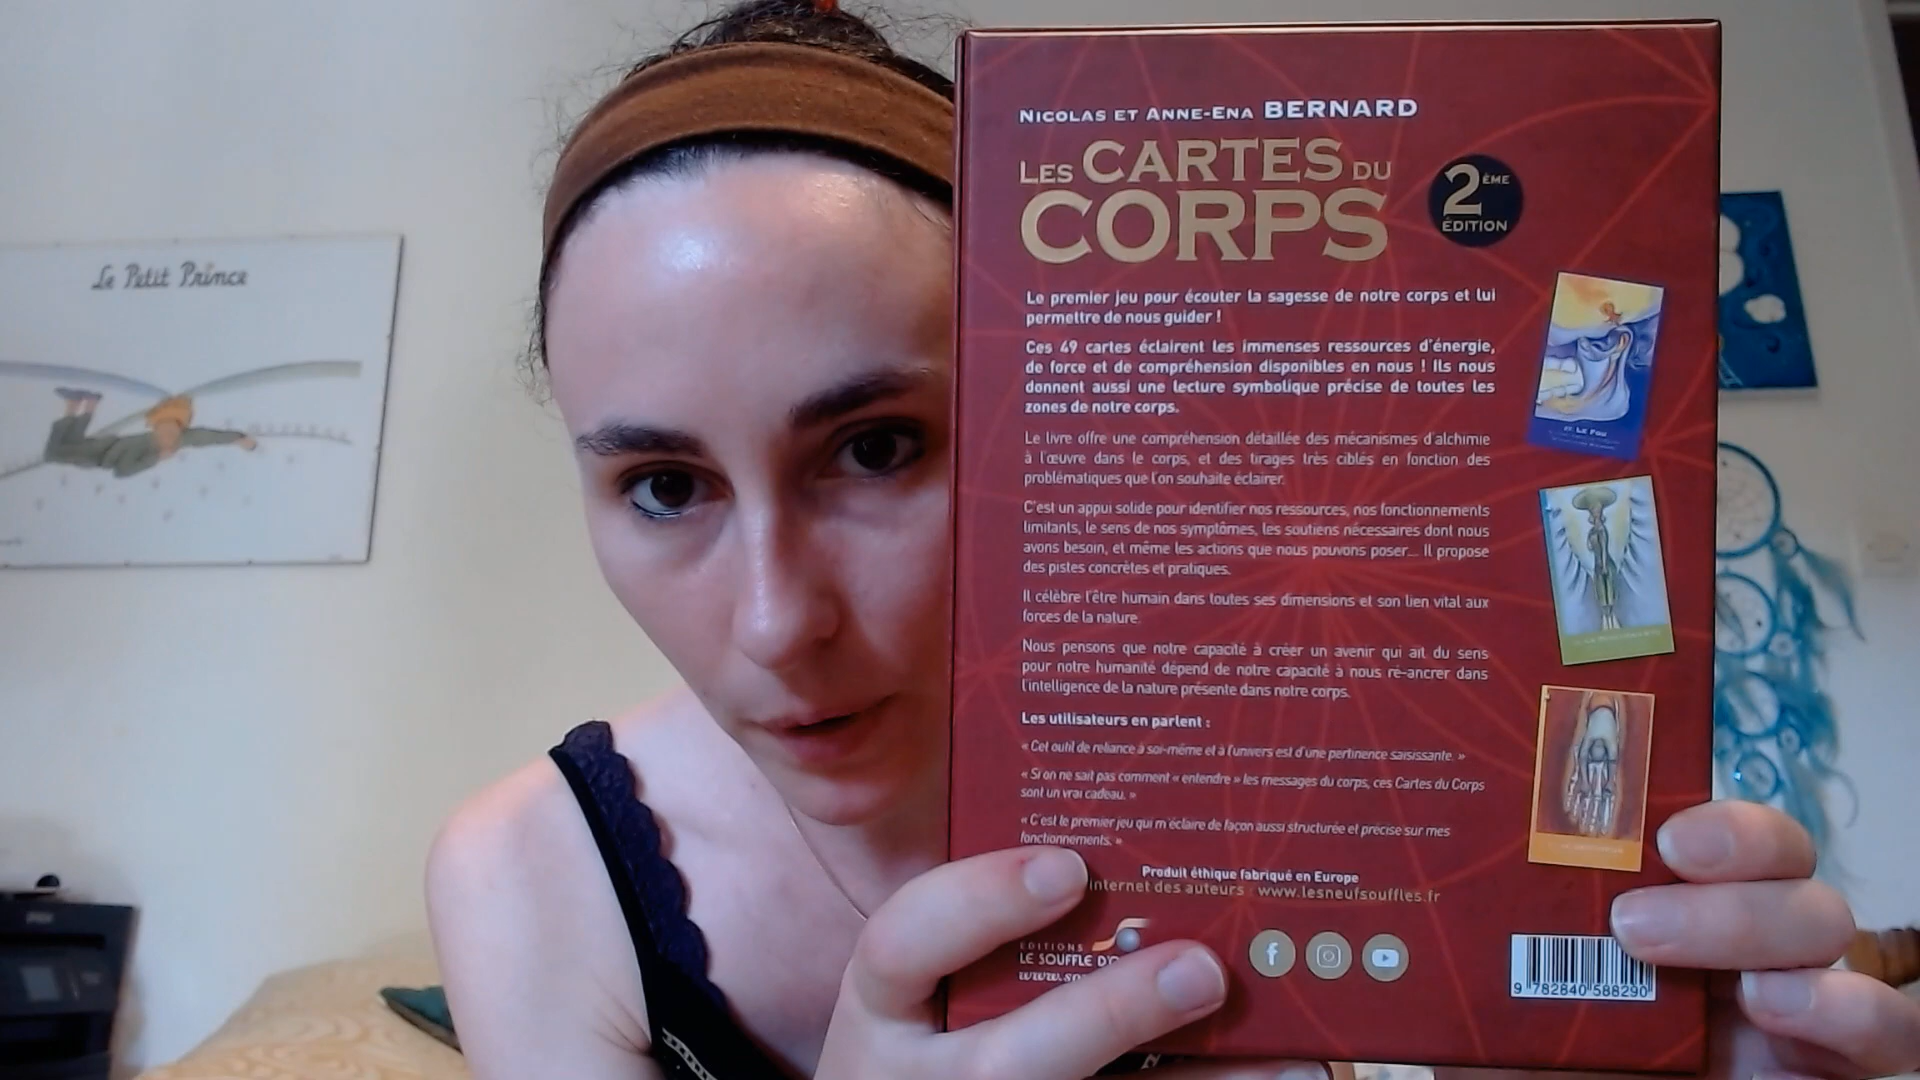 Le Petit Prince
NICOLAS ET ANNE-ENA BERNARD
LES CARTES DU
CORPS
2ÈME
ÉDITION
Le premier jeu pour écouter la sagesse de notre corps et lui
permettre de nous guider !
Ces 49 cartes éclairent les immenses ressources d'énergie,
de force et de compréhension disponibles en nous ! Ils nous
donnent aussi une lecture symbolique précise de toutes les
zones de notre corps.
Le livre offre une compréhension détaillée des mécanismes d'alchimie
à l'œuvre dans le corps, et des tirages très ciblés en fonction des
problématiques que l'on souhaite éclairer.
C'est un appui solide pour identifier nos ressources, nos fonctionnements
limitants, le sens de nos symptômes, les soutiens nécessaires dont nous
avons besoin, et même les actions que nous pouvons poser... Il propose
des pistes concrètes et pratiques.
Il célèbre l'être humain dans toutes ses dimensions et son lien vital aux
forces de la nature.
Nous pensons que notre capacité à créer un avenir qui ait du sens
pour notre humanité dépend de notre capacité à nous ré-ancrer dans
l'intelligence de la nature présente dans notre corps.
Les utilisateurs en parlent :
« Cet outil de reliance à soi-même et à l'univers est d'une pertinence saisissante. »
« Si on ne sait pas comment « entendre » les messages du corps, ces Cartes du Corps
sont un vrai cadeau. »
« C'est le premier jeu qui m'éclaire de façon aussi structurée et précise sur mes
fonctionnements. »
Produit éthique fabriqué en Europe
internet des auteurs : www.lesneufsouffles.fr
EDITIONS
LE SOUFFLE D'O
www.so
LE FOU
9 782840 588290